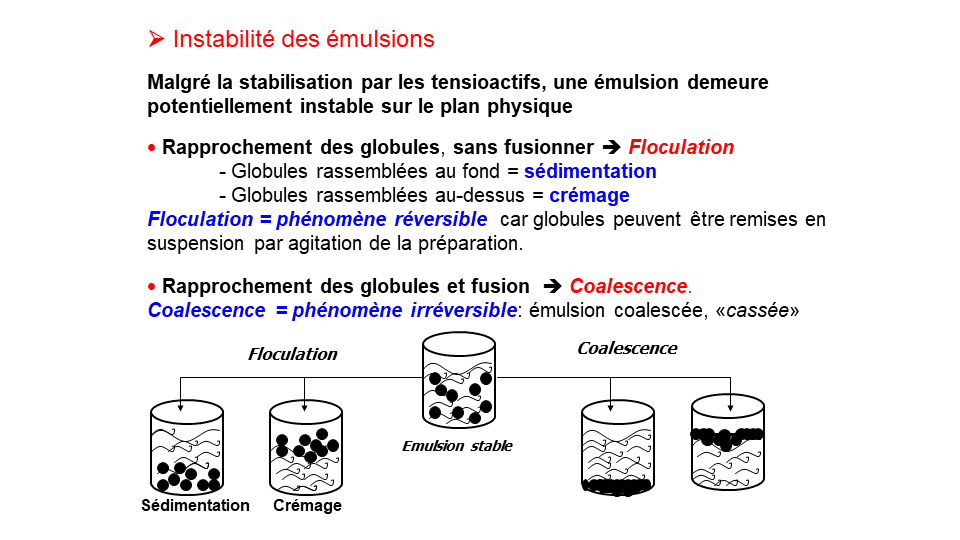 ➢ Instabilité des émulsions
Malgré la stabilisation par les tensioactifs, une émulsion demeure
potentiellement instable sur le plan physique
• Rapprochement des globules, sans fusionner ➔ Floculation
- Globules rassemblées au fond = sédimentation
- Globules rassemblées au-dessus = crémage
Floculation = phénomène réversible car globules peuvent être remises en
suspension par agitation de la préparation.
• Rapprochement des globules et fusion ➔ Coalescence.
Coalescence = phénomène irréversible: émulsion coalescée, «cassée»
Floculation
Coalescence
Emulsion stable
Sédimentation
Crémage